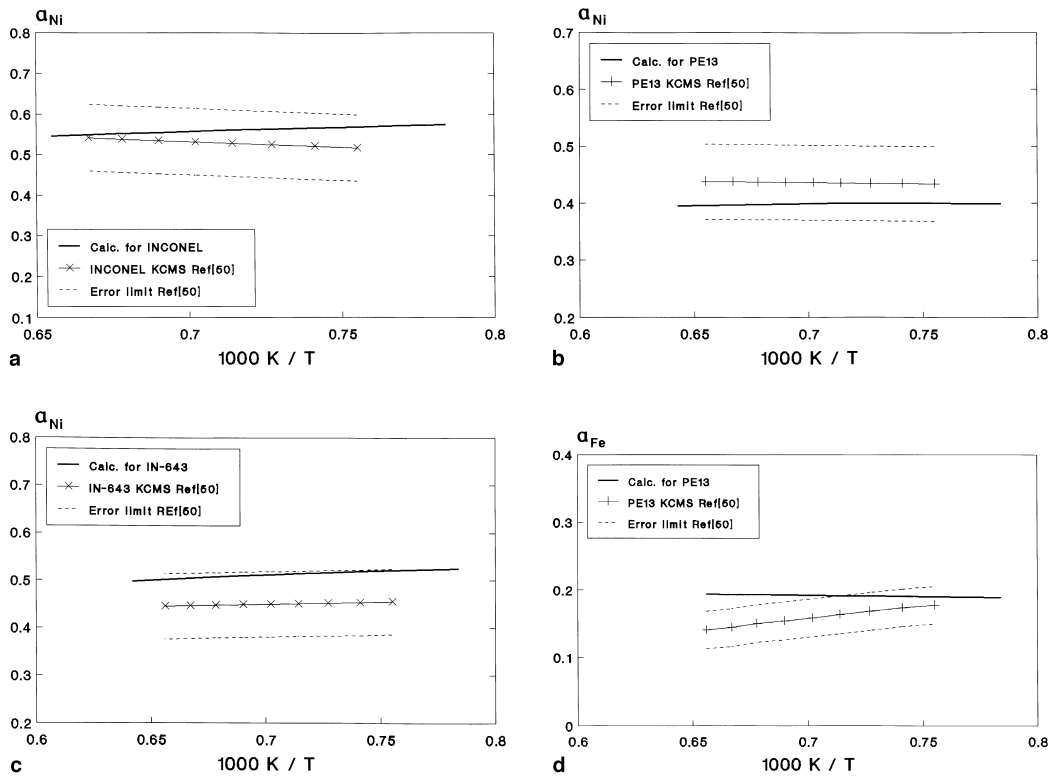 αNi
0.8
0.7
0.6
0.5
0.4
0.3
0.2
0.1
Calc. for INCONEL
INCONEL KCMS Ref[50]
Error limit Ref[50]
0.65 0.7 0.75 0.8
1000 K / T
a
αNi
0.7
0.6
0.5
0.4
0.3
0.2
Calc. for PE13
PE13 KCMS Ref[50]
Error limit Ref[50]
0.6 0.65 0.7 0.75 0.8
1000 K / T
b
αNi
0.8
0.7
0.6
0.5
0.4
0.3
0.2
Calc. for IN-643
IN-643 KCMS Ref[50]
Error limit REf[50]
0.6 0.65 0.7 0.75 0.8
1000 K / T
c
αFe
0.4
0.3
0.2
0.1
0
Calc. for PE13
PE13 KCMS Ref[50]
Error limit Ref[50]
0.6 0.65 0.7 0.75 0.8
1000 K / T
d